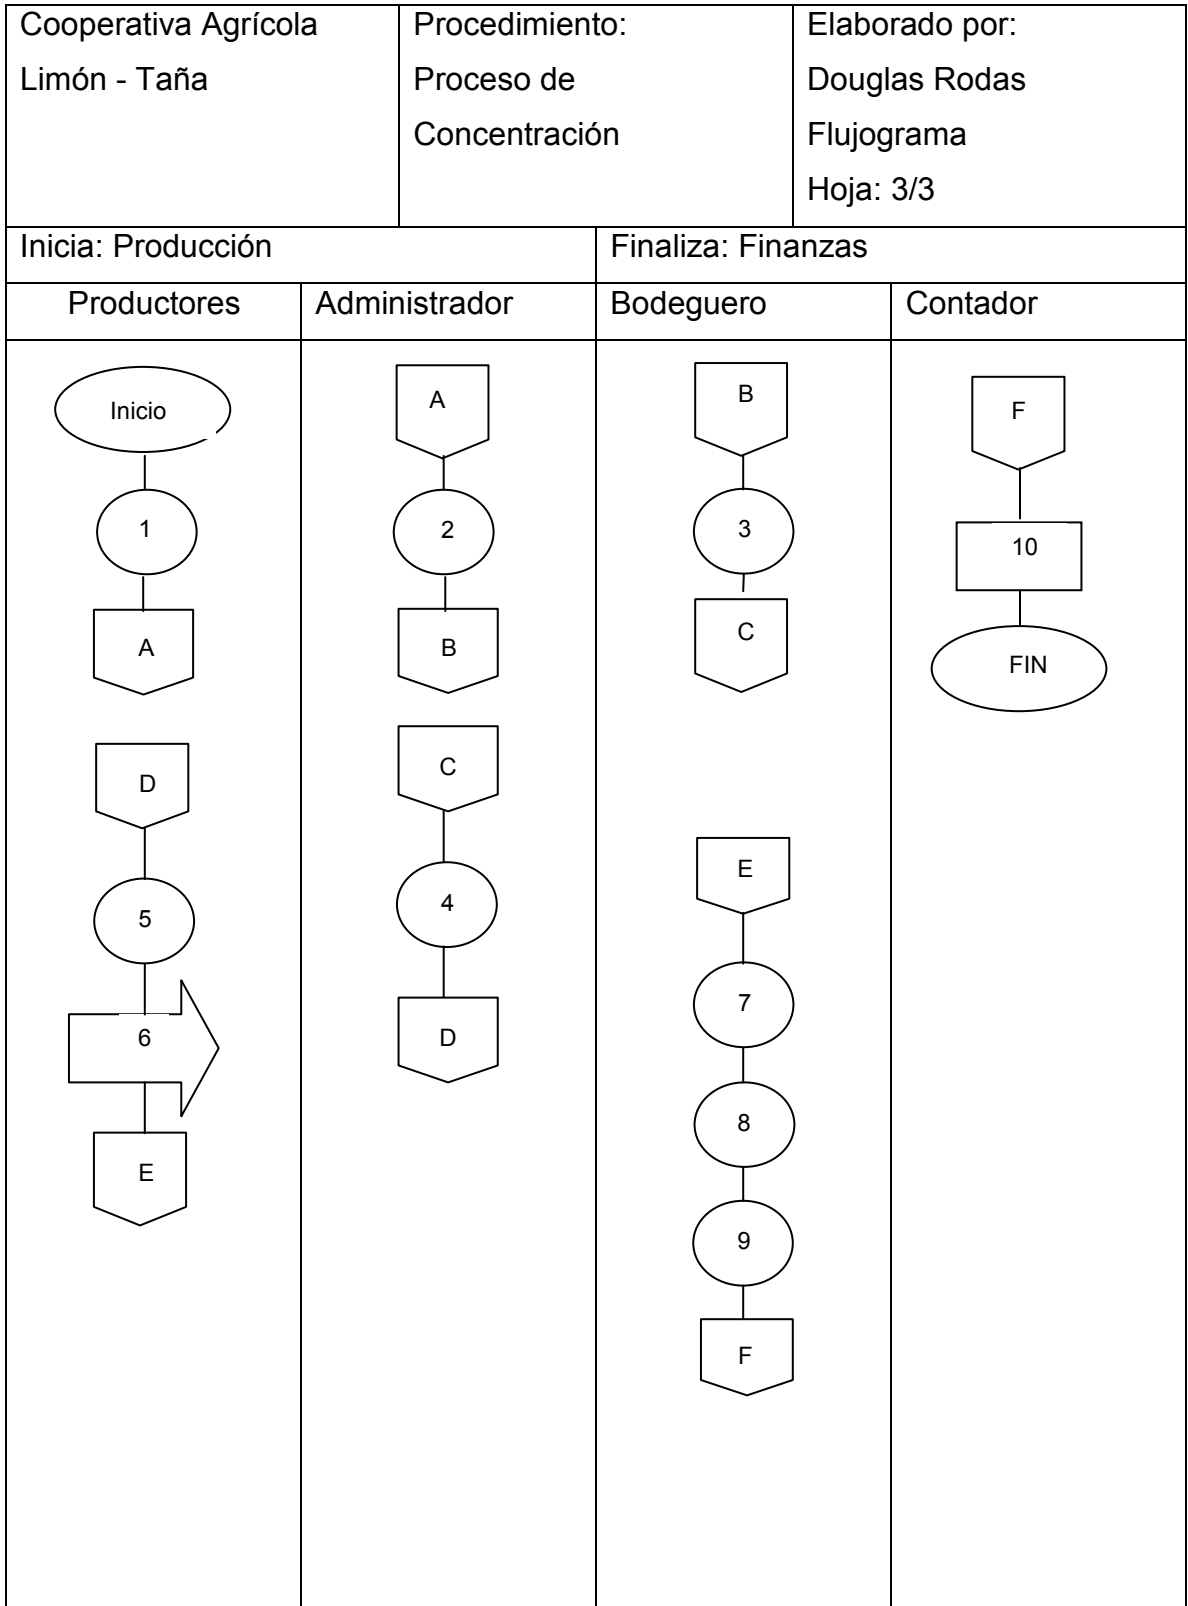 Cooperativa Agrícola
Limón - Taña
Procedimiento:
Proceso de
Concentración
Elaborado por:
Douglas Rodas
Flujograma
Hoja: 3/3
Inicia: Producción
Finaliza: Finanzas
Productores
Administrador
Bodeguero
Contador
Inicio
1
A
D
5
6
E
A
2
B
C
4
D
B
3
C
E
7
8
9
F
F
10
FIN